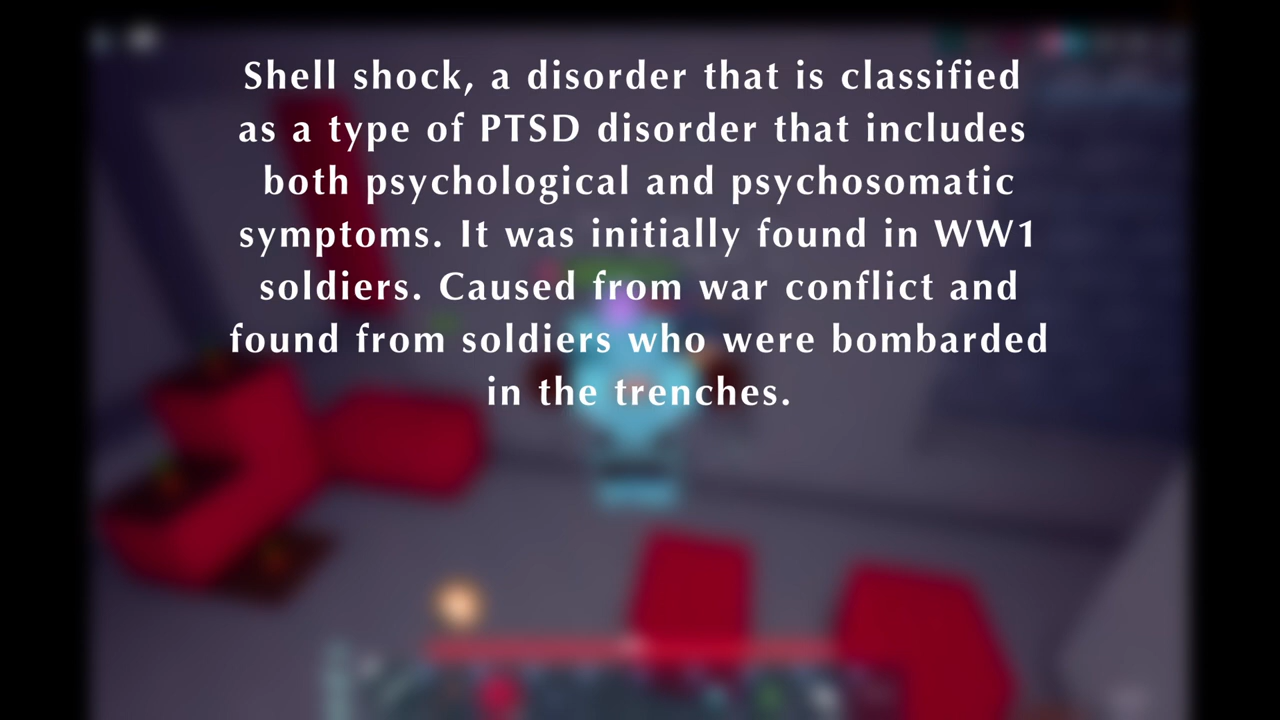 Shell shock, a disorder that is classified
as a type of PTSD disorder that includes
both psychological and psychosomatic
symptoms. It was initially found in WW1
soldiers. Caused from war conflict and
found from soldiers who were bombarded
in the trenches.